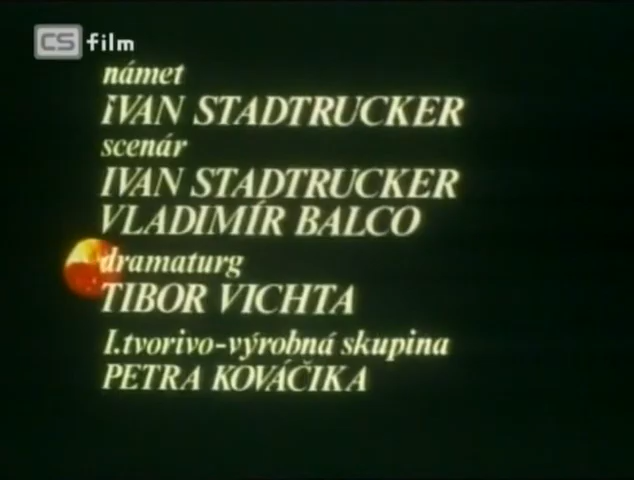 CS film
námet
IVAN STADTRUCKER
scenár
IVAN STADTRUCKER
VLADIMÍR BALCO
dramaturg
TIBOR VICHTA
I.tvorivo-výrobná skupina
PETRA KOVÁČIKA